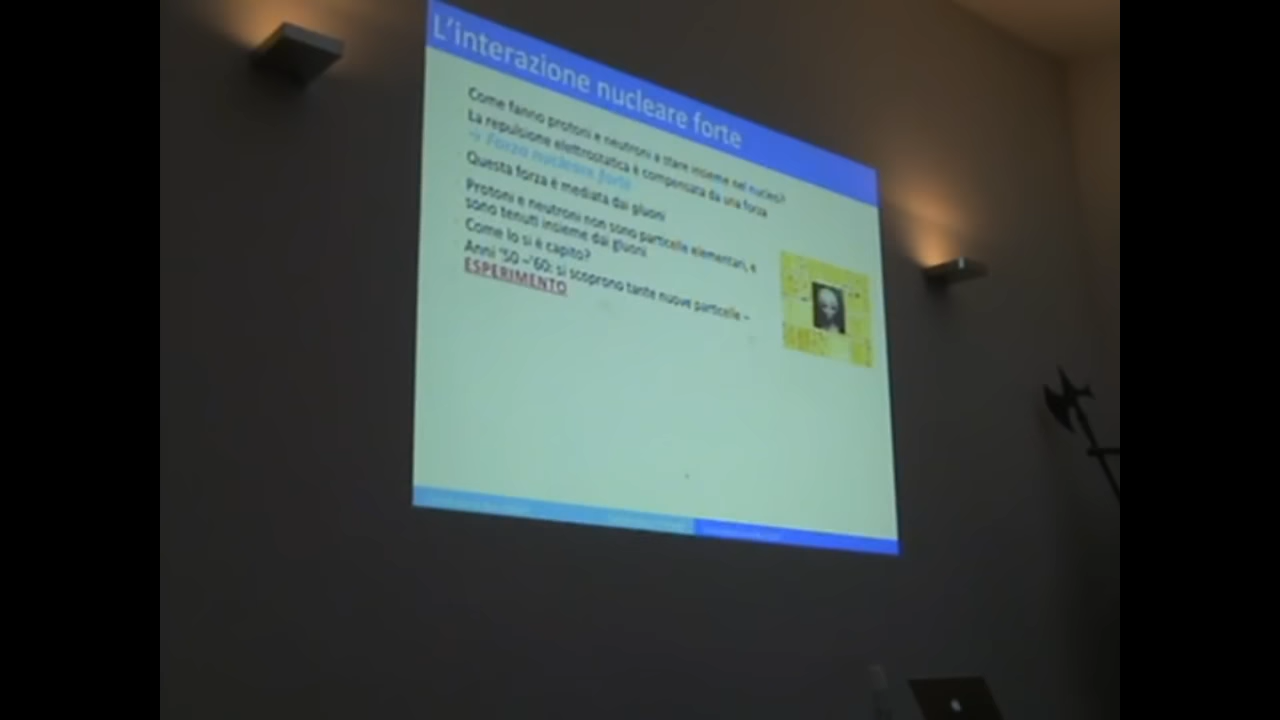 L'interazione nucleare forte
Come fanno protoni e neutroni a stare insieme nel nucleo?
La repulsione elettrostatica è compensata da una forza
→ Forza nucleare forte
Questa forza è mediata dai gluoni
Protoni e neutroni non sono particelle elementari, e
sono tenuti insieme dai gluoni
Come lo si è capito?
Anni '50 –'60: si scoprono tante nuove particelle –
ESPERIMENTO